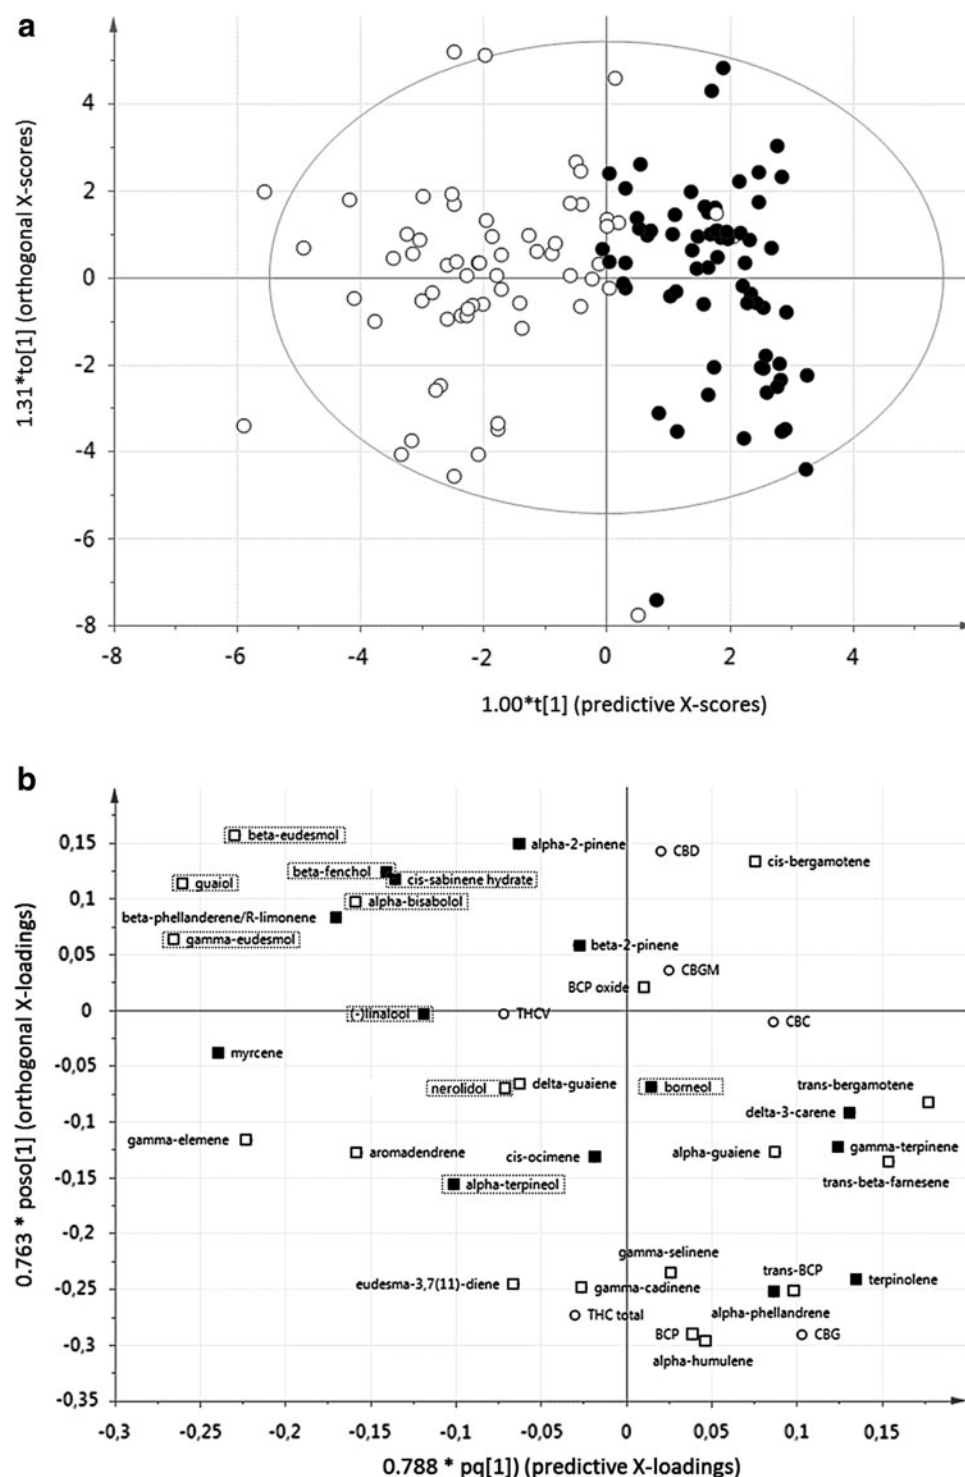 a
4
2
0
-2
-4
-6
-8
1.31*to[1] (orthogonal X-scores)
-8
-6
-4
-2
0
2
4
1.00*t[1] (predictive X-scores)
b
0,15
0,1
0,05
0
-0,05
-0,1
-0,15
-0,2
-0,25
-0,3
-0,35
0.763 * poso[1] (orthogonal X-loadings)
beta-eudesmol
alpha-2-pinene
CBD
cis-bergamotene
beta-fenchol
cis-sabinene hydrate
guaiol
alpha-bisabolol
beta-phellanderene/R-limonene
gamma-eudesmol
beta-2-pinene
CBGM
BCP oxide
(-)linalool
THCV
CBC
myrcene
nerolidol
delta-guaiene
borneol
trans-bergamotene
delta-3-carene
gamma-elemene
aromadendrene
cis-ocimene
alpha-guaiene
gamma-terpinene
trans-beta-farnesene
alpha-terpineol
gamma-selinene
eudesma-3,7(11)-diene
gamma-cadinene
trans-BCP
terpinolene
alpha-phellandrene
THC total
BCP
CBG
alpha-humulene
-0,3
-0,25
-0,2
-0,15
-0,1
-0,05
0
0,05
0,1
0,15
0.788 * pq[1]) (predictive X-loadings)